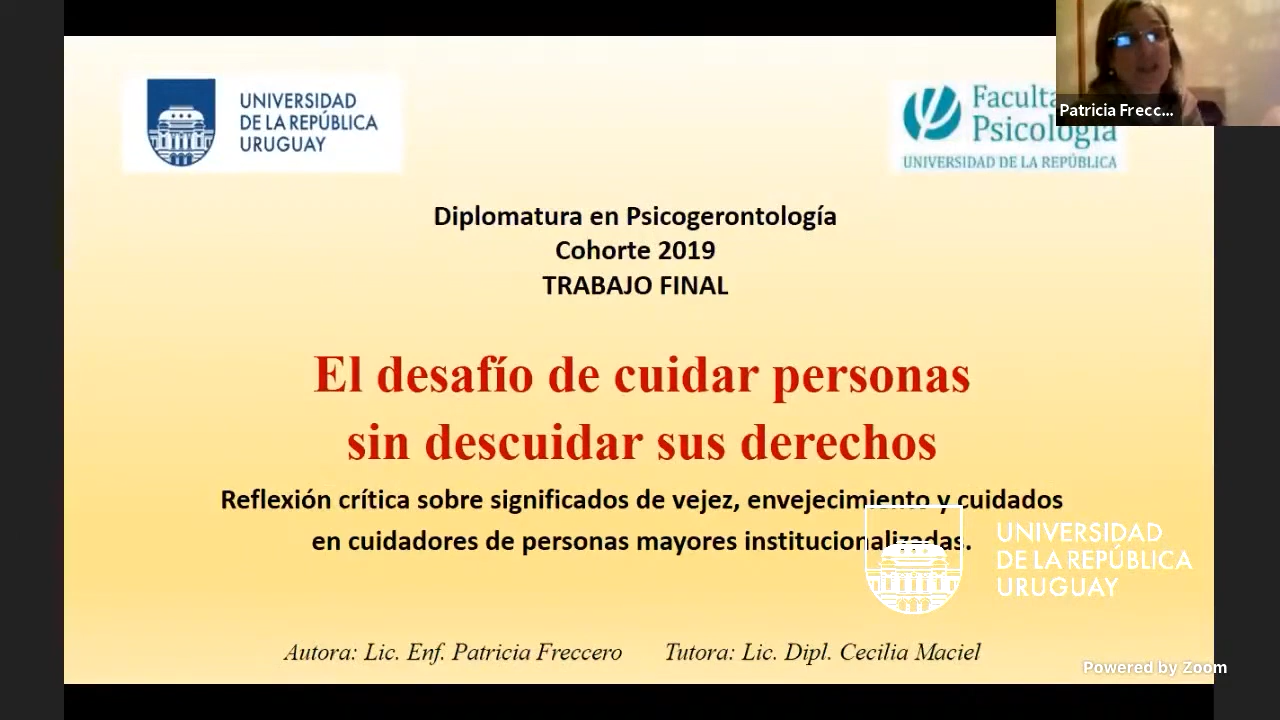 UNIVERSIDAD
DE LA REPÚBLICA
URUGUAY
Psicología
UNIVERSIDAD DE LA REPÚBLICA
Patricia Frecc...
Diplomatura en Psicogerontología
Cohorte 2019
TRABAJO FINAL
El desafío de cuidar personas
sin descuidar sus derechos
Reflexión crítica sobre significados de vejez, envejecimiento y cuidados
en cuidadores de personas mayores institucionalizadas.
UNIVERSIDAD
DE LA REPÚBLICA
URUGUAY
Autora: Lic. Enf. Patricia Freccero Tutora: Lic. Dipl. Cecilia Maciel
Powered by Zoom